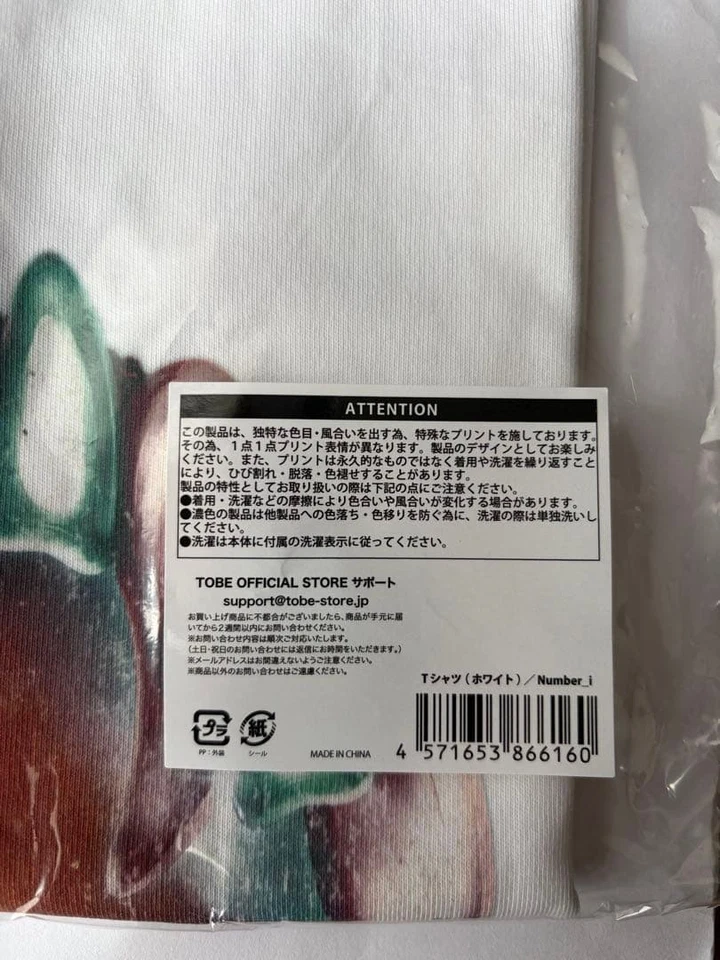 ATTENTION
この製品は、独特な色目・風合いを出す為、特殊なプリントを施しております。
その為、１点１点プリント表情が異なります。製品のデザインとしてお楽しみ
ください。また、プリントは永久的なものではなく着用や洗濯を繰り返すこと
により、ひび割れ・脱落・色褪せすることがあります。
製品の特性としてお取り扱いの際は下記の点にご注意ください。
●着用・洗濯などの摩擦により色合いや風合いが変化する場合があります。
●濃色の製品は他製品への色落ち・色移りを防ぐ為に、洗濯の際は単独洗いし
てください。
●洗濯は本体に付属の洗濯表示に従ってください。
TOBE OFFICIAL STORE サポート
support@tobe-store.jp
お買い上げ商品に不都合がございましたら、商品が手元に届
いてから2週間以内にお問い合わせください。
※お問い合わせ内容は順次ご対応いたします。
（土日・祝日のお問い合わせには返信にお時間をいただきます。）
※メールアドレスはお間違えないようご注意ください。
※商品以外のお問い合わせはご遠慮ください。
Tシャツ（ホワイト）／Number_i
プラ 紙
PP：外装 シール MADE IN CHINA 4 571653 866160